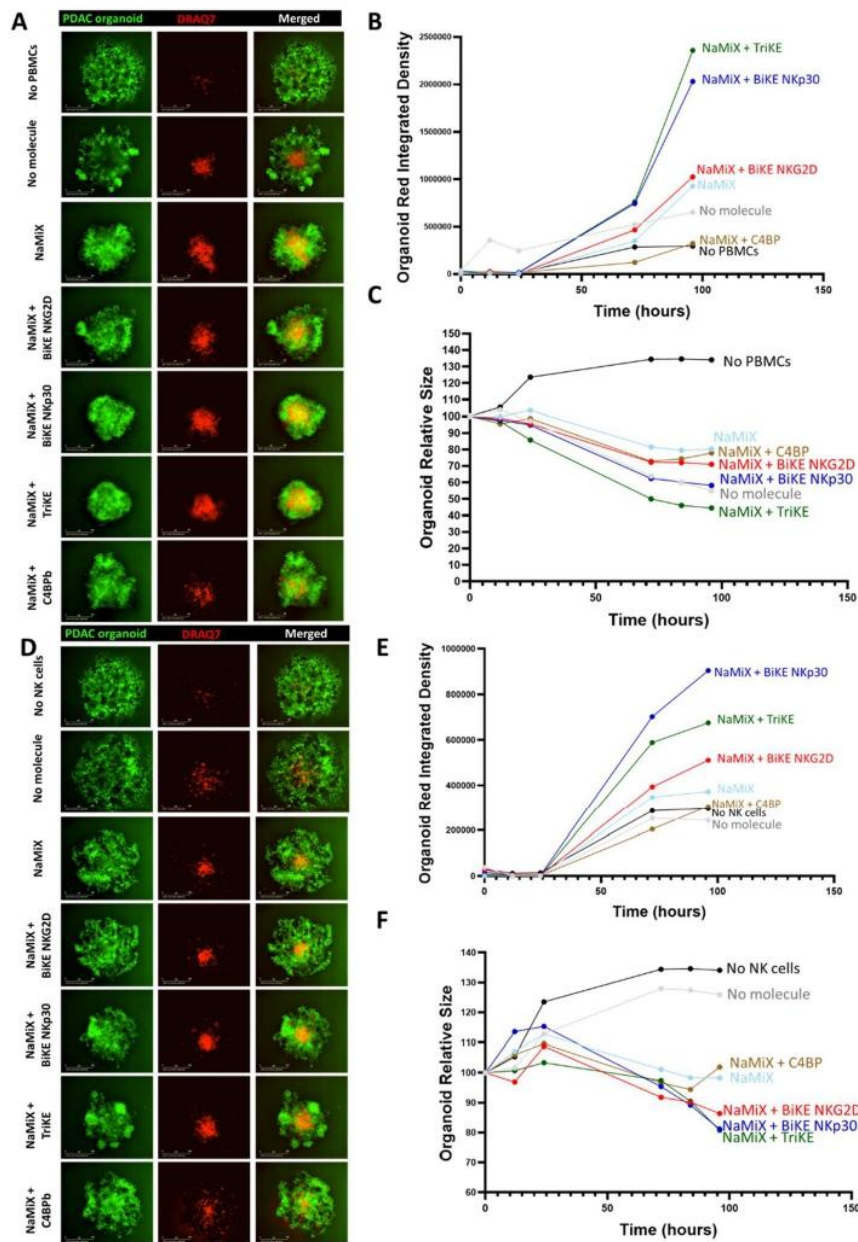 A
PDAC organoid DRAQ7 Merged
No PBMCs
No molecule
NaMiX
NaMiX +
BiKE NKG2D
NaMiX +
BiKE NKp30
NaMiX +
TriKE
NaMiX +
C4BPb
B
Organoid Red Integrated Density
2500000
2000000
1500000
1000000
500000
0
NaMiX + TriKE
NaMiX + BiKE NKp30
NaMiX + BiKE NKG2D
NaMiX
No molecule
NaMiX + C4BP
No PBMCs
0 50 100 150
Time (hours)
C
Organoid Relative Size
150
140
130
120
110
100
90
80
70
60
50
40
30
20
10
0
No PBMCs
NaMiX
NaMiX + C4BP
NaMiX + BiKE NKG2D
NaMiX + BiKE NKp30
No molecule
NaMiX + TriKE
0 50 100 150
Time (hours)
D
PDAC organoid DRAQ7 Merged
No NK cells
No molecule
NaMiX
NaMiX +
BiKE NKG2D
NaMiX +
BiKE NKp30
NaMiX +
TriKE
NaMiX +
C4BPb
E
Organoid Red Integrated Density
1000000
800000
600000
400000
200000
0
NaMiX + BiKE NKp30
NaMiX + TriKE
NaMiX + BiKE NKG2D
NaMiX
NaMiX + C4BP
No NK cells
No molecule
0 50 100 150
Time (hours)
F
Organoid Relative Size
140
130
120
110
100
90
80
70
60
No NK cells
No molecule
NaMiX + C4BP
NaMiX
NaMiX + BiKE NKG2D
NaMiX + BiKE NKp30
NaMiX + TriKE
0 50 100 150
Time (hours)